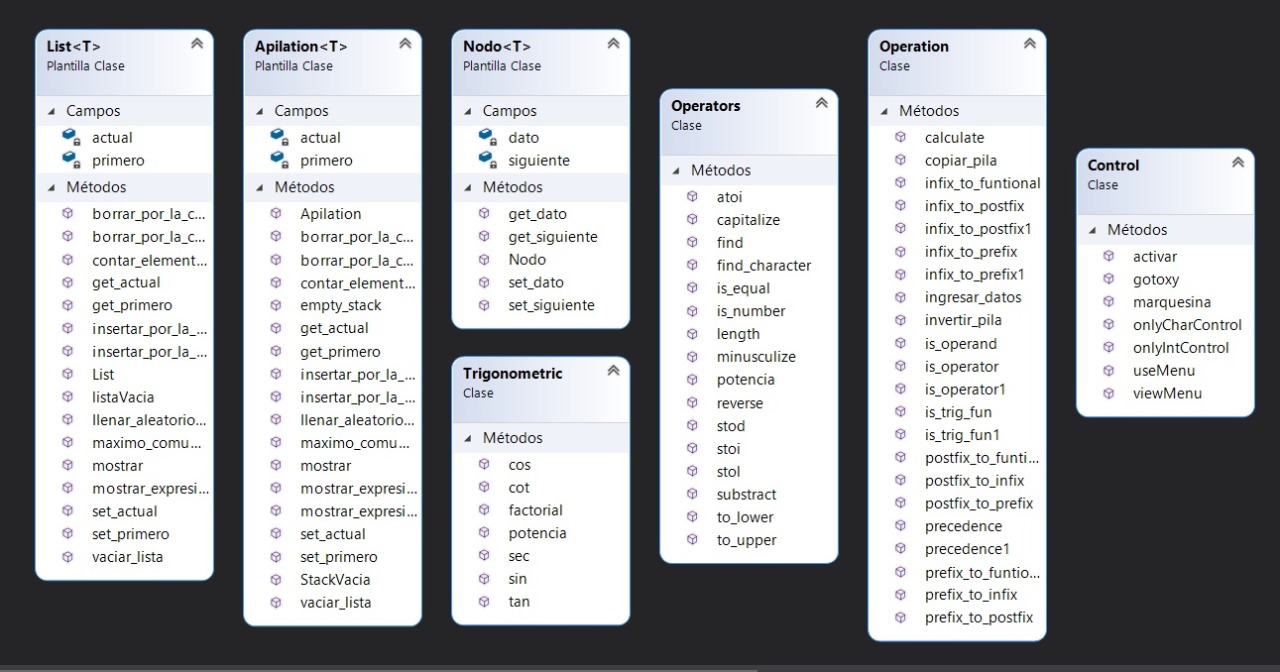 List<T>
Plantilla Clase
Campos
actual
primero
Métodos
borrar_por_la_c...
borrar_por_la_c...
contar_element...
get_actual
get_primero
insertar_por_la_...
insertar_por_la_...
List
listaVacia
llenar_aleatorio...
maximo_comu...
mostrar
mostrar_expresi...
set_actual
set_primero
vaciar_lista
Apilation<T>
Plantilla Clase
Campos
actual
primero
Métodos
Apilation
borrar_por_la_c...
borrar_por_la_c...
contar_element...
empty_stack
get_actual
get_primero
insertar_por_la_...
insertar_por_la_...
llenar_aleatorio...
maximo_comu...
mostrar
mostrar_expresi...
mostrar_expresi...
set_actual
set_primero
StackVacia
vaciar_lista
Nodo<T>
Plantilla Clase
Campos
dato
siguiente
Métodos
get_dato
get_siguiente
Nodo
set_dato
set_siguiente
Trigonometric
Clase
Métodos
cos
cot
factorial
potencia
sec
sin
tan
Operators
Clase
Métodos
atoi
capitalize
find
find_character
is_equal
is_number
length
minusculize
potencia
reverse
stod
stoi
stol
substract
to_lower
to_upper
Operation
Clase
Métodos
calculate
copiar_pila
infix_to_funtional
infix_to_postfix
infix_to_postfix1
infix_to_prefix
infix_to_prefix1
ingresar_datos
invertir_pila
is_operand
is_operator
is_operator1
is_trig_fun
is_trig_fun1
postfix_to_funti...
postfix_to_infix
postfix_to_prefix
precedence
precedence1
prefix_to_funtio...
prefix_to_infix
prefix_to_postfix
Control
Clase
Métodos
activar
gotoxy
marquesina
onlyCharControl
onlyIntControl
useMenu
viewMenu